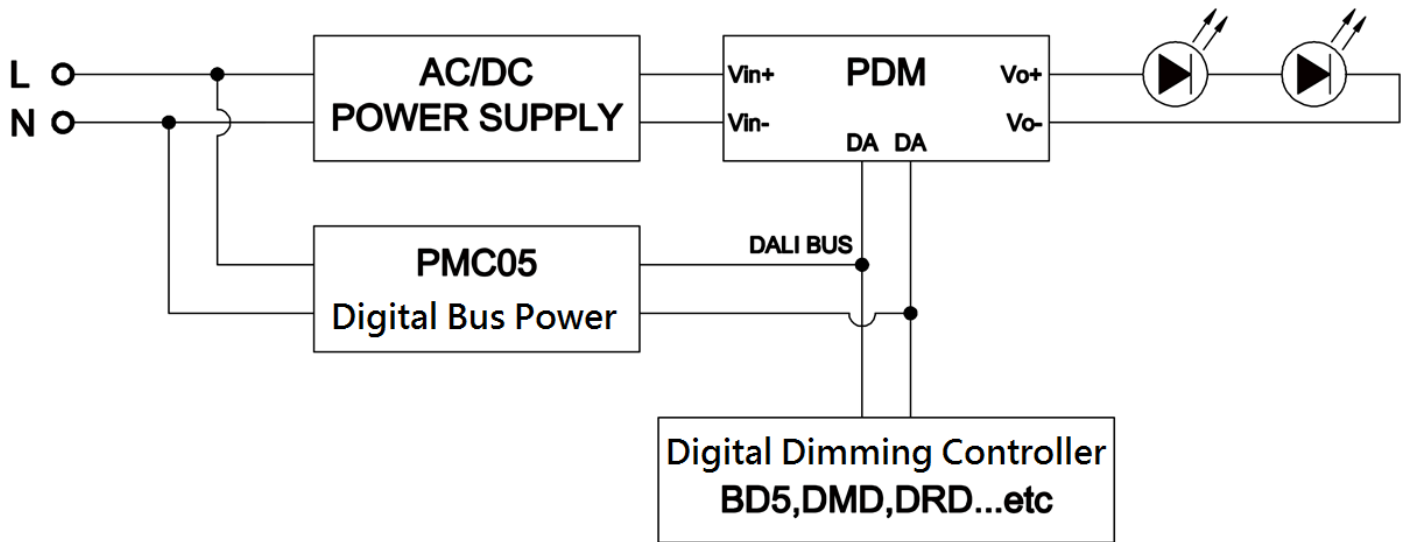 L
N
AC/DC
POWER SUPPLY
Vin+
Vin-
PDM
Vo+
Vo-
DA DA
PMC05
Digital Bus Power
DALI BUS
Digital Dimming Controller
BD5,DMD,DRD...etc